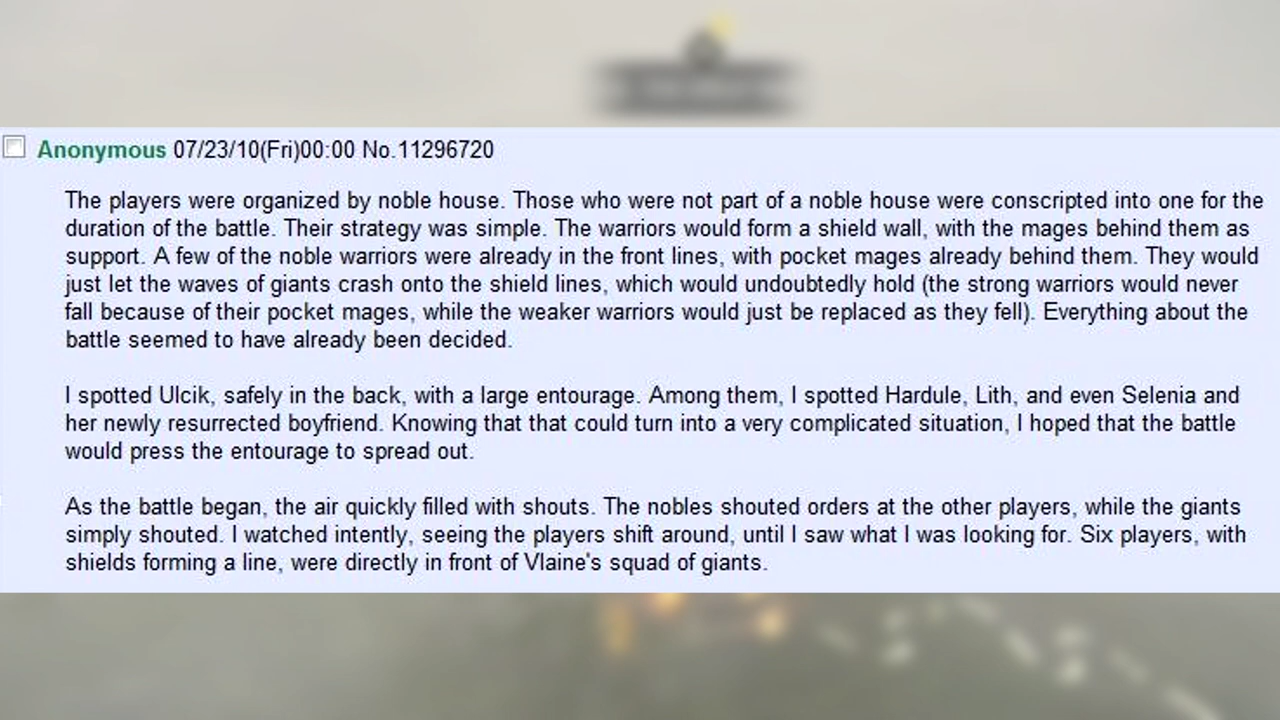 Anonymous 07/23/10(Fri)00:00 No.11296720
The players were organized by noble house. Those who were not part of a noble house were conscripted into one for the
duration of the battle. Their strategy was simple. The warriors would form a shield wall, with the mages behind them as
support. A few of the noble warriors were already in the front lines, with pocket mages already behind them. They would
just let the waves of giants crash onto the shield lines, which would undoubtedly hold (the strong warriors would never
fall because of their pocket mages, while the weaker warriors would just be replaced as they fell). Everything about the
battle seemed to have already been decided.
I spotted Ulcik, safely in the back, with a large entourage. Among them, I spotted Hardule, Lith, and even Selenia and
her newly resurrected boyfriend. Knowing that that could turn into a very complicated situation, I hoped that the battle
would press the entourage to spread out.
As the battle began, the air quickly filled with shouts. The nobles shouted orders at the other players, while the giants
simply shouted. I watched intently, seeing the players shift around, until I saw what I was looking for. Six players, with
shields forming a line, were directly in front of Vlaine's squad of giants.